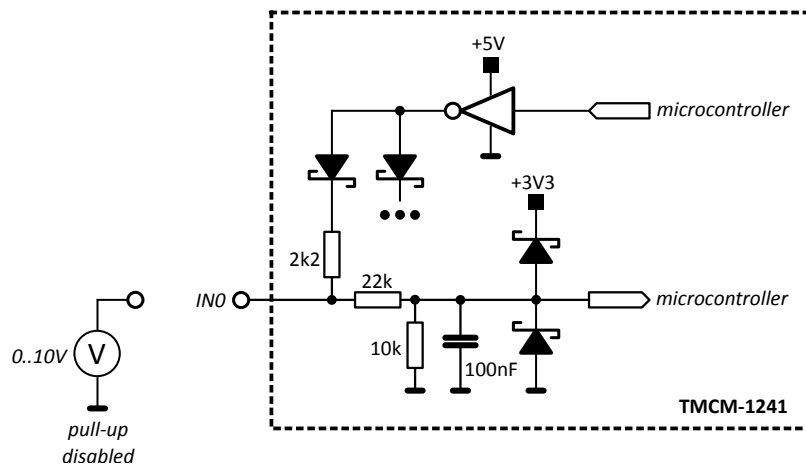 +5V
microcontroller
+3V3
2k2
22k
IN0
microcontroller
0..10V
V
10k
100nF
TMCM-1241
pull-up
disabled